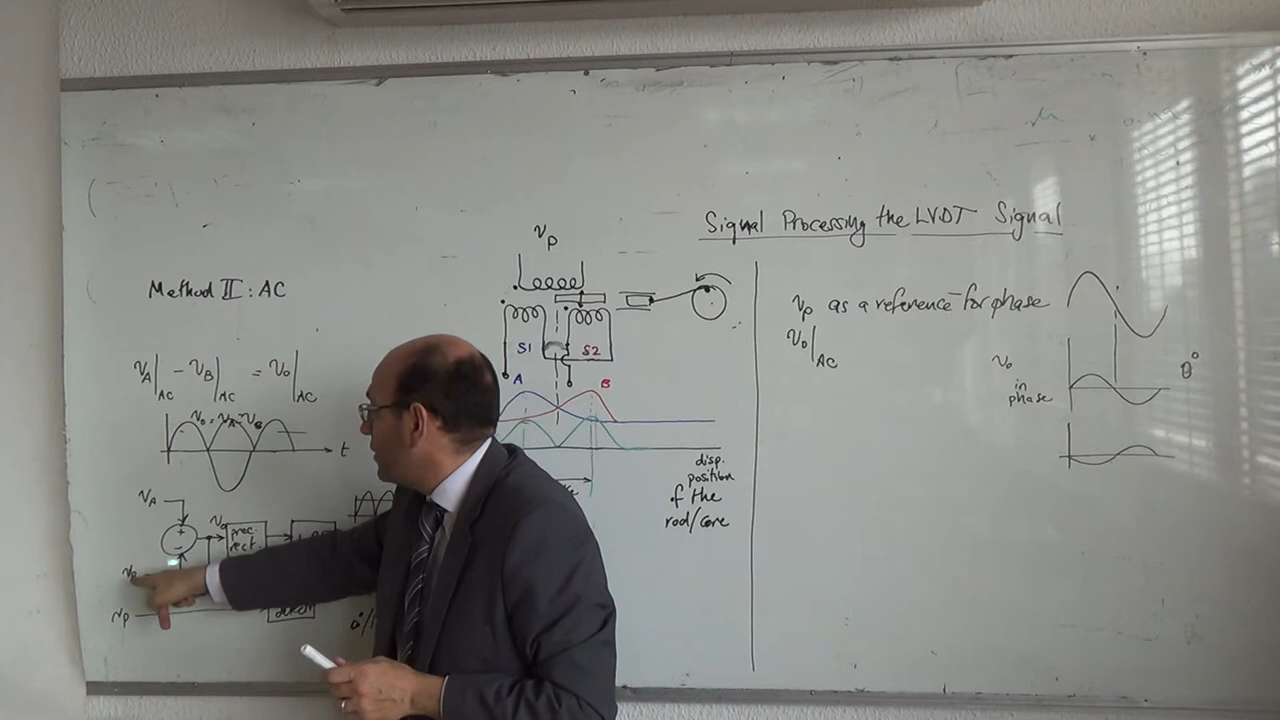 Signal Processing the LVDT Signal
Method II: AC
VA|AC - VB|AC = Vo|AC
Vo = VA - VB
t
VA
Vo
prec.
rect.
VB
Vp
Vp
S1
S2
A
B
disp.
position
of the
rod/core
Vp as a reference for phase
Vo|AC
Vo
in
phase
θ°